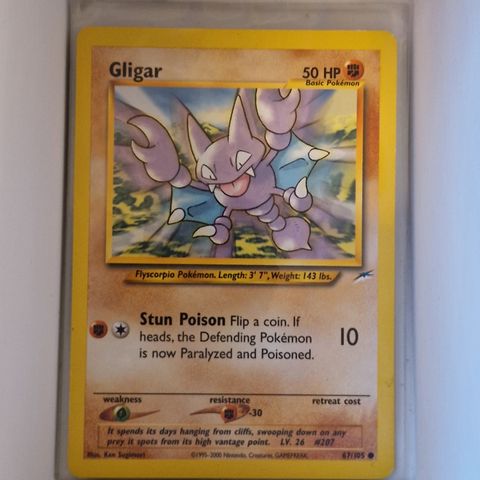 Gligar 50 HP
Basic Pokémon
Flyscorpio Pokémon. Length: 3' 7", Weight: 143 lbs.
Stun Poison Flip a coin. If
heads, the Defending Pokémon 10
is now Paralyzed and Poisoned.
weakness resistance retreat cost
-30
It spends its days hanging from cliffs, swooping down on any
prey it spots from its high vantage point. LV. 26 #207
Illus. Ken Sugimori ©1995-2000 Nintendo, Creatures, GAMEFREAK. 67/105